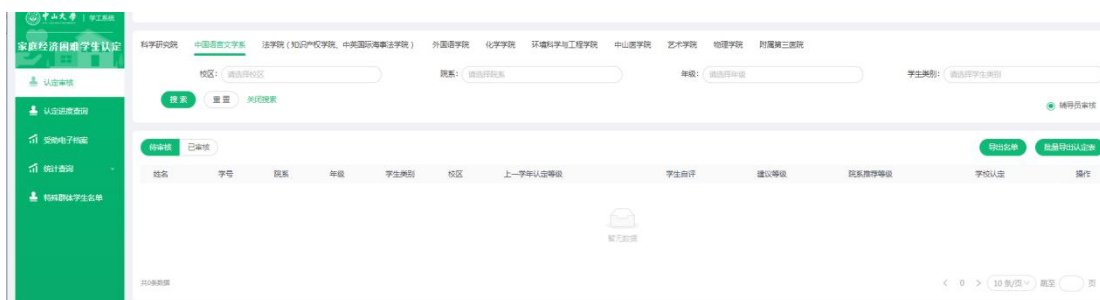 中山大学 | 学工系统
家庭经济困难学生认定
认定审核
认定进度查询
受助电子档案
统计查询
特殊群体学生名单
科学研究院 中国语言文学系 法学院（知识产权学院、中英国际海事法学院） 外国语学院 化学学院 环境科学与工程学院 中山医学院 艺术学院 地理学院 附属第三医院
校区： 请选择校区 院系： 请选择院系 年级： 请选择年级 学生类别： 请选择学生类别
搜索 重置 关闭搜索
辅导员审核
待审核 已审核 导出名单 批量导出认定表
姓名 学号 院系 年级 学生类别 校区 上一学年认定等级 学生自评 建议等级 院系推荐等级 学校认定 操作
暂无数据
共0条数据 < 0 > 10 条/页 跳至 页